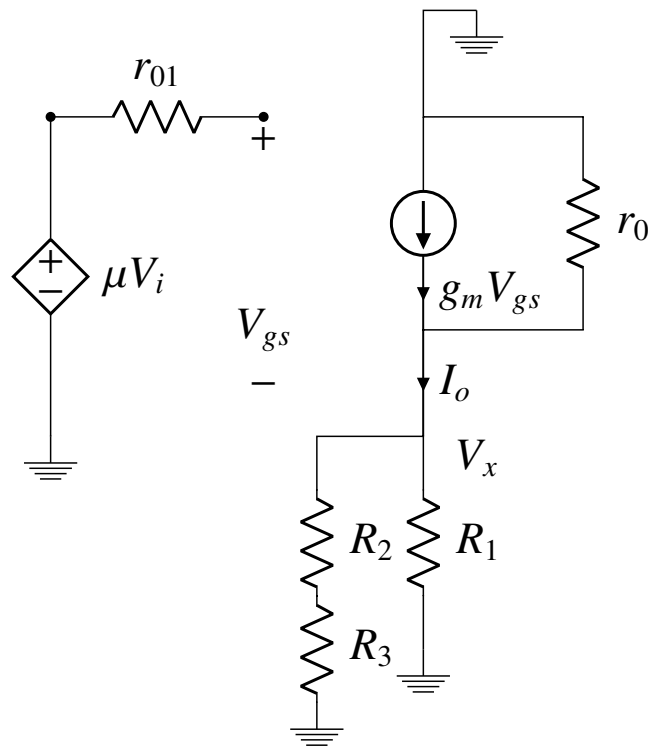 r01
+
+
−
μVi
Vgs
−
gmVgs
r0
Io
Vx
R2
R1
R3